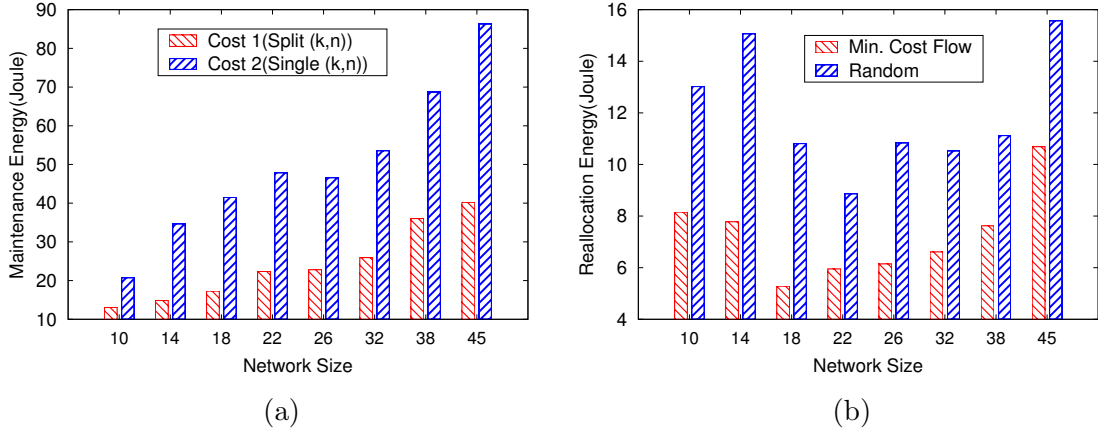 90
80
70
60
50
40
30
20
10
Maintenance Energy(Joule)
Cost 1(Split (k,n))
Cost 2(Single (k,n))
10 14 18 22 26 32 38 45
Network Size
(a)
16
14
12
10
8
6
4
Reallocation Energy(Joule)
Min. Cost Flow
Random
10 14 18 22 26 32 38 45
Network Size
(b)